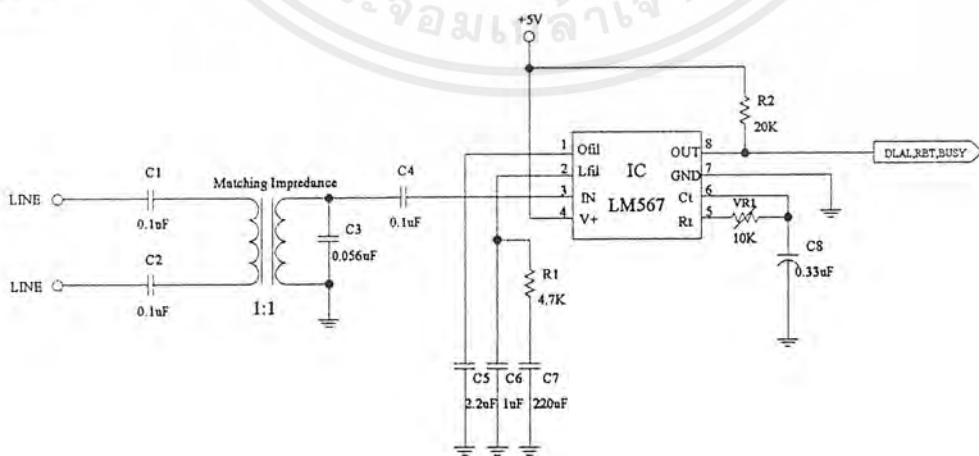 +5V
R2
20K
DLAL,RBT,BUSY
1 Ofil OUT 8
2 Lfil IC GND 7
3 IN LM567 Ct 6
4 V+ Rt 5
VR1
10K
C8
0.33uF
LINE
C1
0.1uF
Matching Impredance
C4
0.1uF
C3
0.056uF
LINE
C2
0.1uF
1:1
R1
4.7K
C5
2.2uF
C6
1uF
C7
220uF